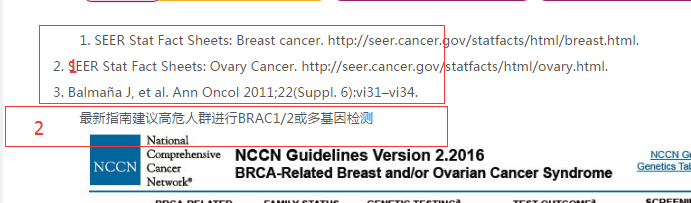 1. SEER Stat Fact Sheets: Breast cancer. http://seer.cancer.gov/statfacts/html/breast.html.
2. SEER Stat Fact Sheets: Ovary Cancer. http://seer.cancer.gov/statfacts/html/ovary.html.
1
3. Balmaña J, et al. Ann Oncol 2011;22(Suppl. 6):vi31–vi34.
最新指南建议高危人群进行BRAC1/2或多基因检测
2
NCCN
National
Comprehensive
Cancer
Network®
NCCN Guidelines Version 2.2016
BRCA-Related Breast and/or Ovarian Cancer Syndrome
NCCN
Genetics